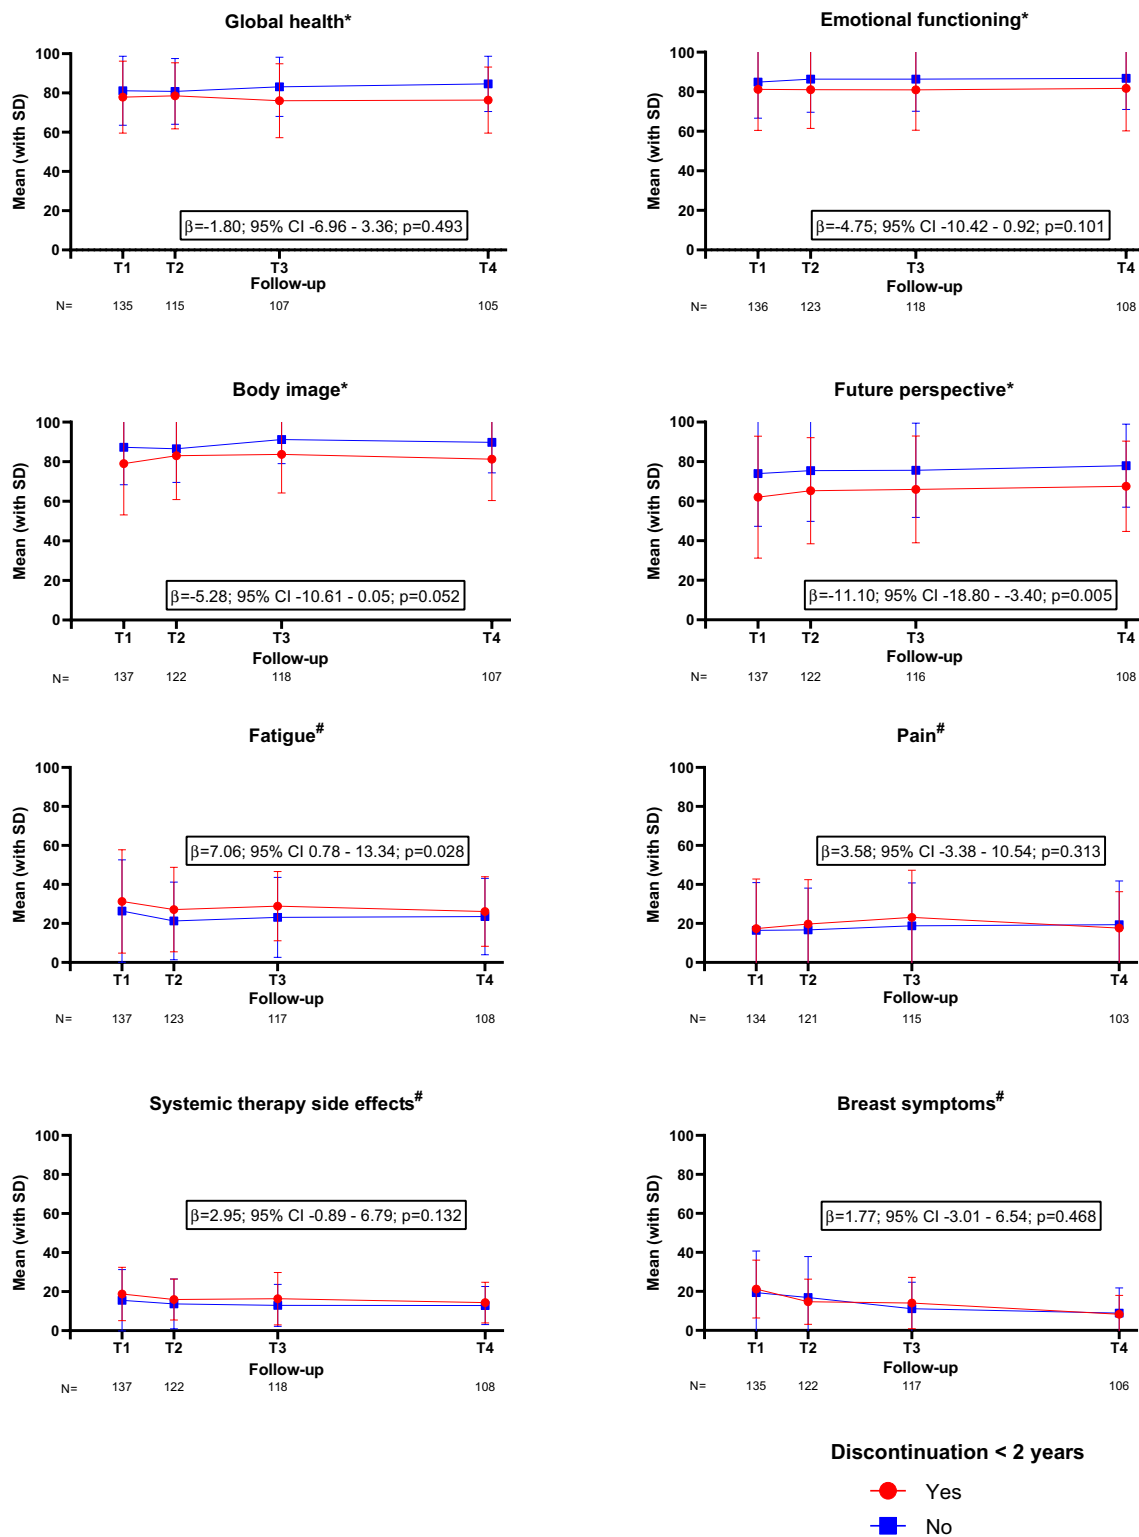 Global health*
Mean (with SD)
100
80
60
40
20
0
β=-1.80; 95% CI -6.96 - 3.36; p=0.493
T1 T2 T3 T4
Follow-up
N= 135 115 107 105
Emotional functioning*
Mean (with SD)
100
80
60
40
20
0
β=-4.75; 95% CI -10.42 - 0.92; p=0.101
T1 T2 T3 T4
Follow-up
N= 136 123 118 108
Body image*
Mean (with SD)
100
80
60
40
20
0
β=-5.28; 95% CI -10.61 - 0.05; p=0.052
T1 T2 T3 T4
Follow-up
N= 137 122 118 107
Future perspective*
Mean (with SD)
100
80
60
40
20
0
β=-11.10; 95% CI -18.80 - -3.40; p=0.005
T1 T2 T3 T4
Follow-up
N= 137 122 116 108
Fatigue#
Mean (with SD)
100
80
60
40
20
0
β=7.06; 95% CI 0.78 - 13.34; p=0.028
T1 T2 T3 T4
Follow-up
N= 137 123 117 108
Pain#
Mean (with SD)
100
80
60
40
20
0
β=3.58; 95% CI -3.38 - 10.54; p=0.313
T1 T2 T3 T4
Follow-up
N= 134 121 115 103
Systemic therapy side effects#
Mean (with SD)
100
80
60
40
20
0
β=2.95; 95% CI -0.89 - 6.79; p=0.132
T1 T2 T3 T4
Follow-up
N= 137 122 118 108
Breast symptoms#
Mean (with SD)
100
80
60
40
20
0
β=1.77; 95% CI -3.01 - 6.54; p=0.468
T1 T2 T3 T4
Follow-up
N= 135 122 117 106
Discontinuation < 2 years
Yes
No